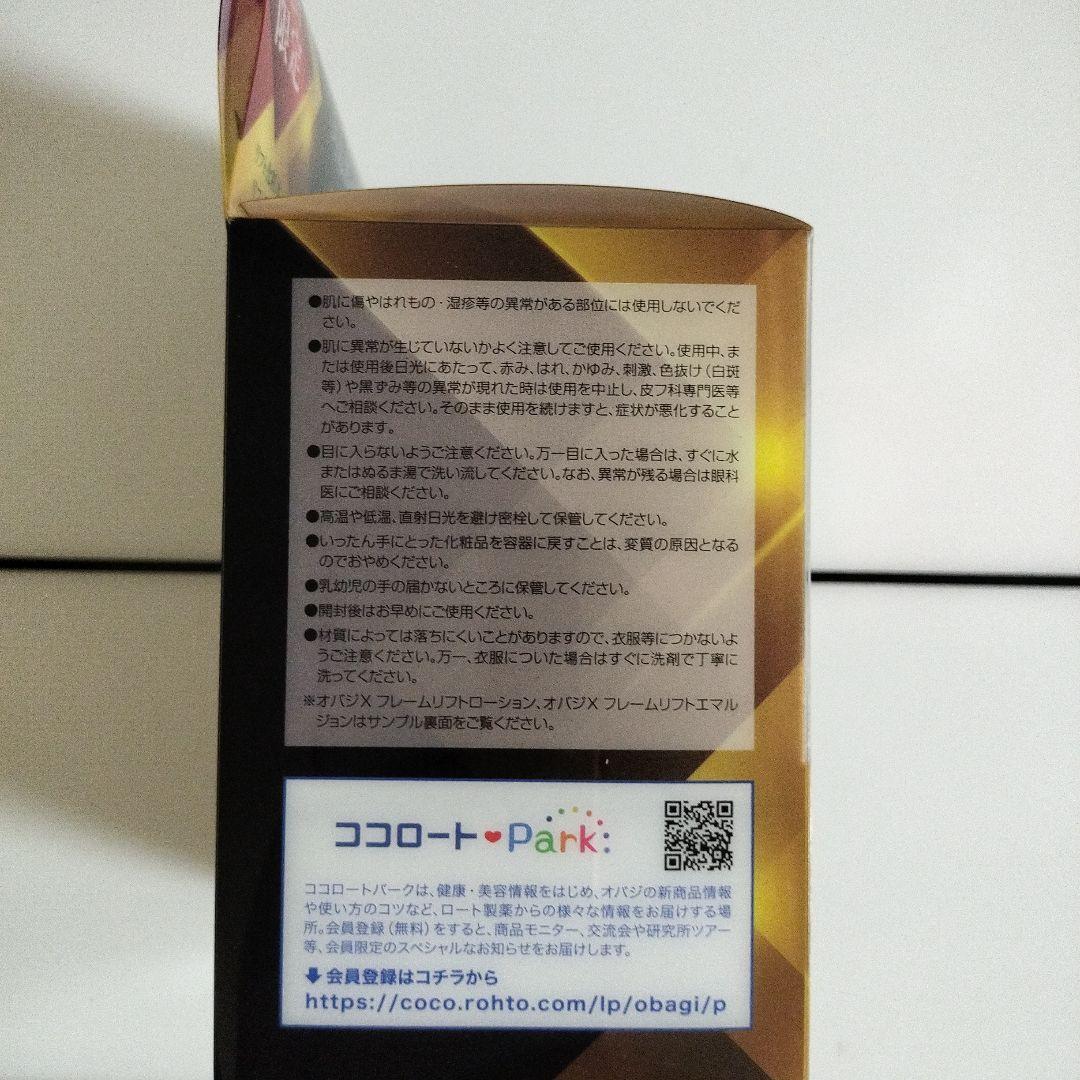 ●肌に傷やはれもの・湿疹等の異常がある部位には使用しないでくだ
さい。
●肌に異常が生じていないかよく注意してご使用ください。使用中、ま
たは使用後日光にあたって、赤み、はれ、かゆみ、刺激、色抜け(白斑
等)や黒ずみ等の異常が現れた時は使用を中止し、皮フ科専門医等
へご相談ください。そのまま使用を続けますと、症状が悪化すること
があります。
●目に入らないようご注意ください。万一目に入った場合は、すぐに水
またはぬるま湯で洗い流してください。なお、異常が残る場合は眼科
医にご相談ください。
●高温や低温、直射日光を避け密栓して保管してください。
●いったん手にとった化粧品を容器に戻すことは、変質の原因となる
のでおやめください。
●乳幼児の手の届かないところに保管してください。
●開封後はお早めにご使用ください。
●材質によっては落ちにくいことがありますので、衣服等につかないよ
うご注意ください。万一、衣服についた場合はすぐに洗剤で丁寧に
洗ってください。
※オバジX フレームリフトローション、オバジX フレームリフトエマル
ジョンはサンプル裏面をご覧ください。
ココロート Park
ココロートパークは、健康・美容情報をはじめ、オバジの新商品情報
や使い方のコツなど、ロート製薬からの様々な情報をお届けする場
所。会員登録(無料)をすると、商品モニター、交流会や研究所ツアー
等、会員限定のスペシャルなお知らせをお届けします。
会員登録はコチラから
https://coco.rohto.com/lp/obagi/p